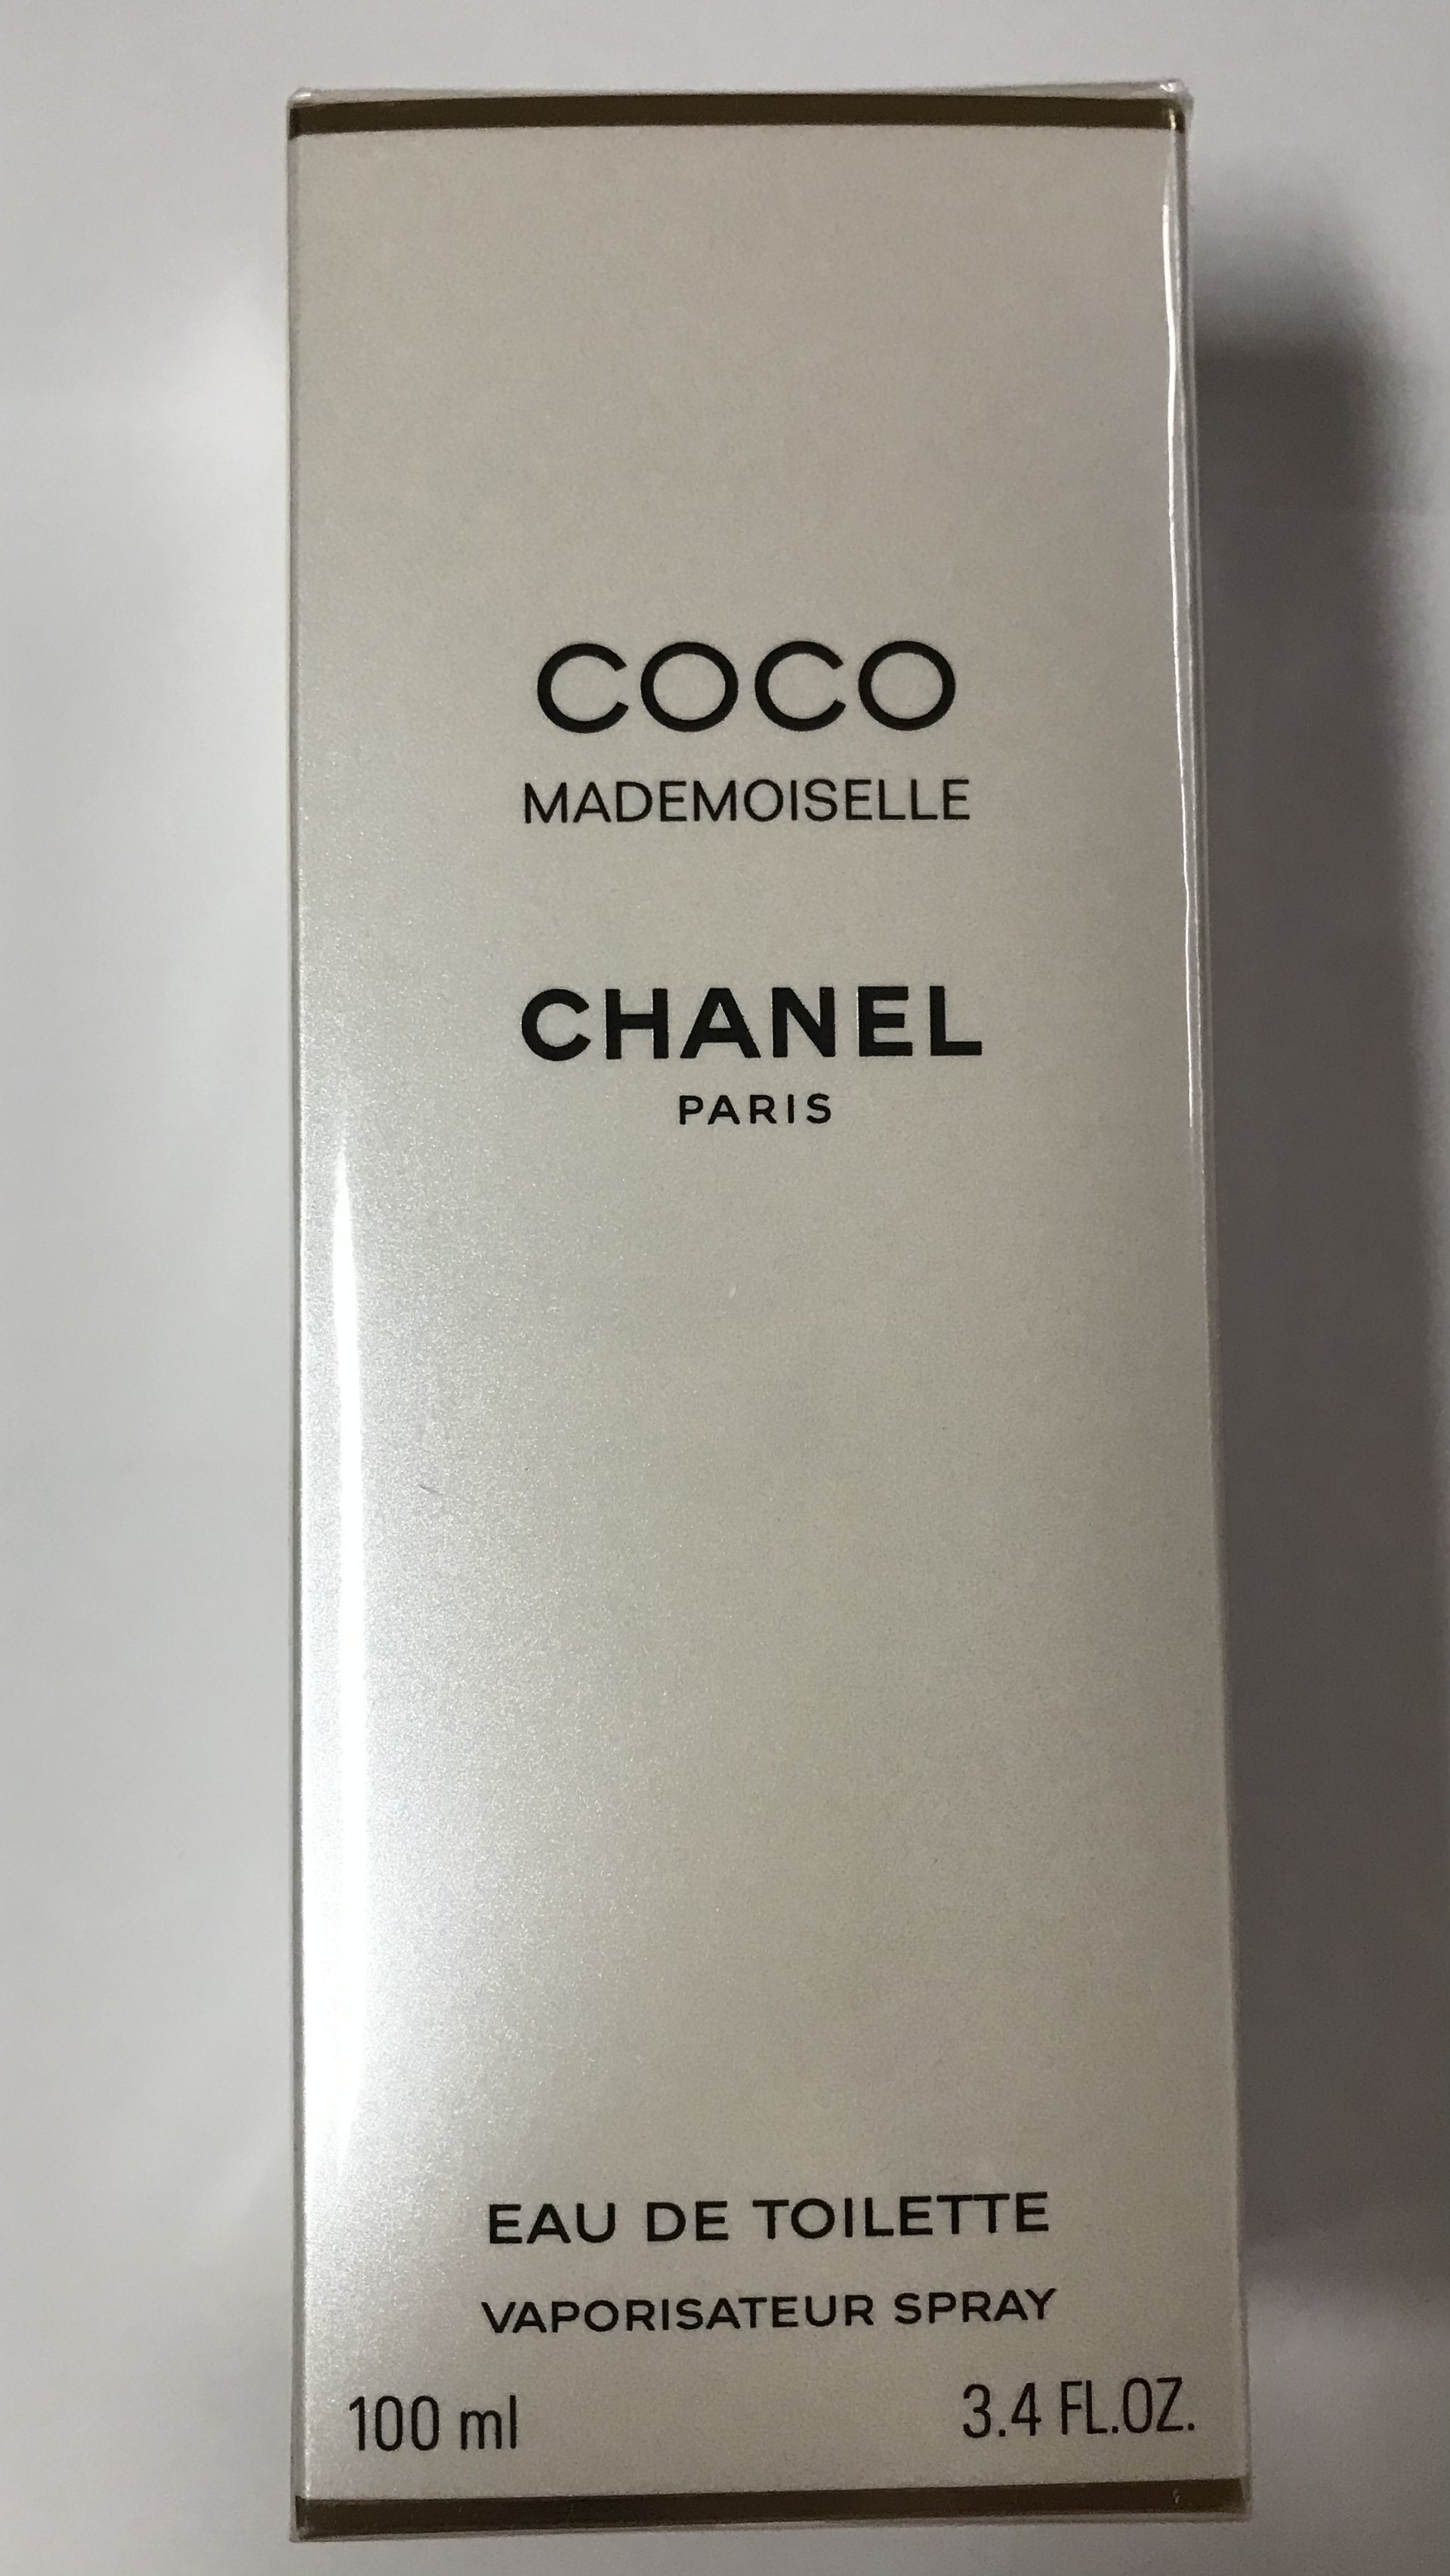 COCO
MADEMOISELLE
CHANEL
PARIS
EAU DE TOILETTE
VAPORISATEUR SPRAY
100 ml 3.4 FL.OZ.